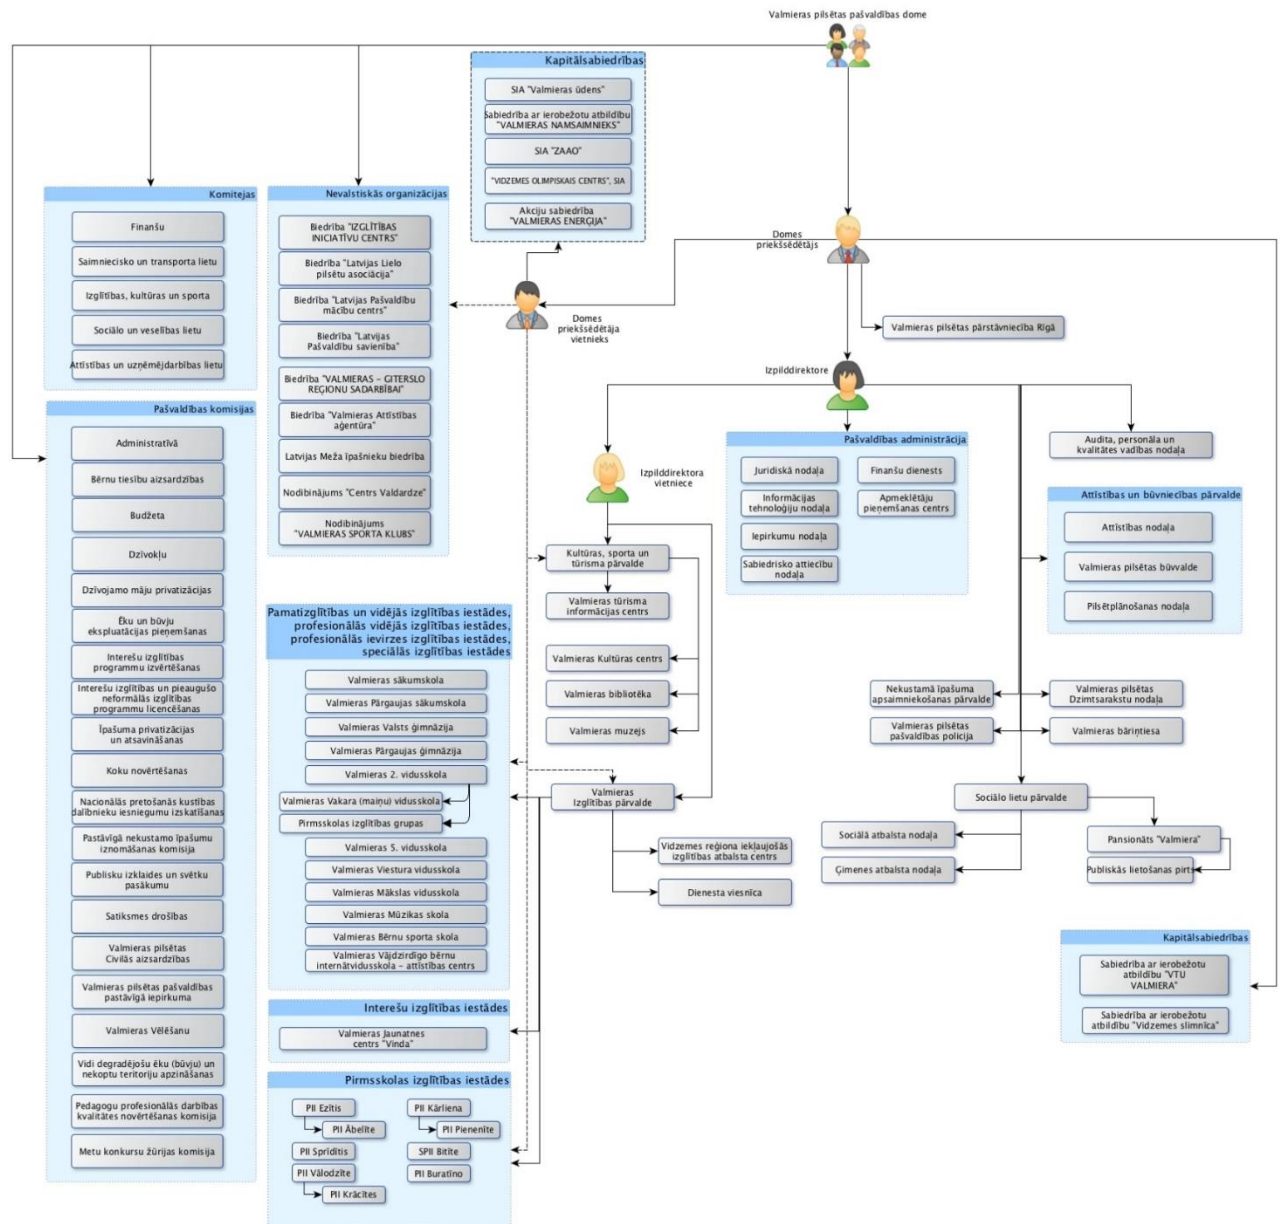 Valmieras pilsētas pašvaldības dome
Kapitālsabiedrības
SIA "Valmieras ūdens"
Sabiedrība ar ierobežotu atbildību
"VALMIERAS NAMSAIMNIEKS"
SIA "ZAAO"
"VIDZEMES OLIMPISKAIS CENTRS", SIA
Akciju sabiedrība
"VALMIERAS ENERĢIJA"
Komitejas
Finanšu
Saimniecisko un transporta lietu
Izglītības, kultūras un sporta
Sociālo un veselības lietu
Attīstības un uzņēmējdarbības lietu
Nevalstiskās organizācijas
Biedrība "IZGLĪTĪBAS
INICIATĪVU CENTRS"
Biedrība "Latvijas Lielo
pilsētu asociācija"
Biedrība "Latvijas Pašvaldību
mācību centrs"
Biedrība "Latvijas
Pašvaldību savienība"
Biedrība "VALMIERAS – GITERSLO
REĢIONU SADARBĪBAI"
Biedrība "Valmieras Attīstības
aģentūra"
Latvijas Meža īpašnieku biedrība
Nodibinājums "Centrs Valdardze"
Nodibinājums
"VALMIERAS SPORTA KLUBS"
Domes
priekšsēdētājs
Domes
priekšsēdētāja
vietnieks
Valmieras pilsētas pārstāvniecība Rīgā
Izpilddirektore
Pašvaldības komisijas
Administratīvā
Bērnu tiesību aizsardzības
Budžeta
Dzīvokļu
Dzīvojamo māju privatizācijas
Ēku un būvju
ekspluatācijas pieņemšanas
Interešu izglītības
programmu izvērtēšanas
Interešu izglītības un pieaugušo
neformālās izglītības
programmu licencēšanas
Īpašuma privatizācijas
un atsavināšanas
Koku novērtēšanas
Nacionālās pretošanās kustības
dalībnieku iesniegumu izskatīšanas
Pastāvīgā nekustamo īpašumu
iznomāšanas komisija
Publisku izklaides un svētku
pasākumu
Satiksmes drošības
Valmieras pilsētas
Civilās aizsardzības
Valmieras pilsētas pašvaldības
pastāvīgā iepirkuma
Valmieras Vēlēšanu
Vidi degradējošu ēku (būvju) un
nekoptu teritoriju apzināšanas
Pedagogu profesionālās darbības
kvalitātes novērtēšanas komisija
Metu konkursu žūrijas komisija
Izpilddirektora
vietniece
Pašvaldības administrācija
Juridiskā nodaļa
Finanšu dienests
Informācijas
tehnoloģiju nodaļa
Apmeklētāju
pieņemšanas centrs
Iepirkumu nodaļa
Sabiedrisko attiecību
nodaļa
Audita, personāla un
kvalitātes vadības nodaļa
Attīstības un būvniecības pārvalde
Attīstības nodaļa
Valmieras pilsētas būvvalde
Pilsētplānošanas nodaļa
Kultūras, sporta un
tūrisma pārvalde
Valmieras tūrisma
informācijas centrs
Valmieras Kultūras centrs
Valmieras bibliotēka
Valmieras muzejs
Nekustamā īpašuma
apsaimniekošanas pārvalde
Valmieras pilsētas
Dzimtsarakstu nodaļa
Valmieras pilsētas
pašvaldības policija
Valmieras bāriņtiesa
Pamatizglītības un vidējās izglītības iestādes,
profesionālās vidējās izglītības iestādes,
profesionālās ievirzes izglītības iestādes,
speciālās izglītības iestādes
Valmieras sākumskola
Valmieras Pārgaujas sākumskola
Valmieras Valsts ģimnāzija
Valmieras Pārgaujas ģimnāzija
Valmieras 2. vidusskola
Valmieras Vakara (maiņu) vidusskola
Pirmsskolas izglītības grupas
Valmieras 5. vidusskola
Valmieras Viestura vidusskola
Valmieras Mākslas vidusskola
Valmieras Mūzikas skola
Valmieras Bērnu sporta skola
Valmieras Vājdzirdīgo bērnu
internātvidusskola – attīstības centrs
Valmieras
Izglītības pārvalde
Vidzemes reģiona iekļaujošās
izglītības atbalsta centrs
Dienesta viesnīca
Sociālo lietu pārvalde
Sociālā atbalsta nodaļa
Ģimenes atbalsta nodaļa
Pansionāts "Valmiera"
Publiskās lietošanas pirts
Kapitālsabiedrības
Sabiedrība ar ierobežotu
atbildību "VTU
VALMIERA"
Sabiedrība ar ierobežotu
atbildību "Vidzemes slimnīca"
Interešu izglītības iestādes
Valmieras Jaunatnes
centrs "Vinda"
Pirmsskolas izglītības iestādes
PII Ezītis
PII Ābelīte
PII Sprīdītis
PII Vālodzīte
PII Krācītes
PII Kārliena
PII Pienenīte
SPII Bitīte
PII Buratīno